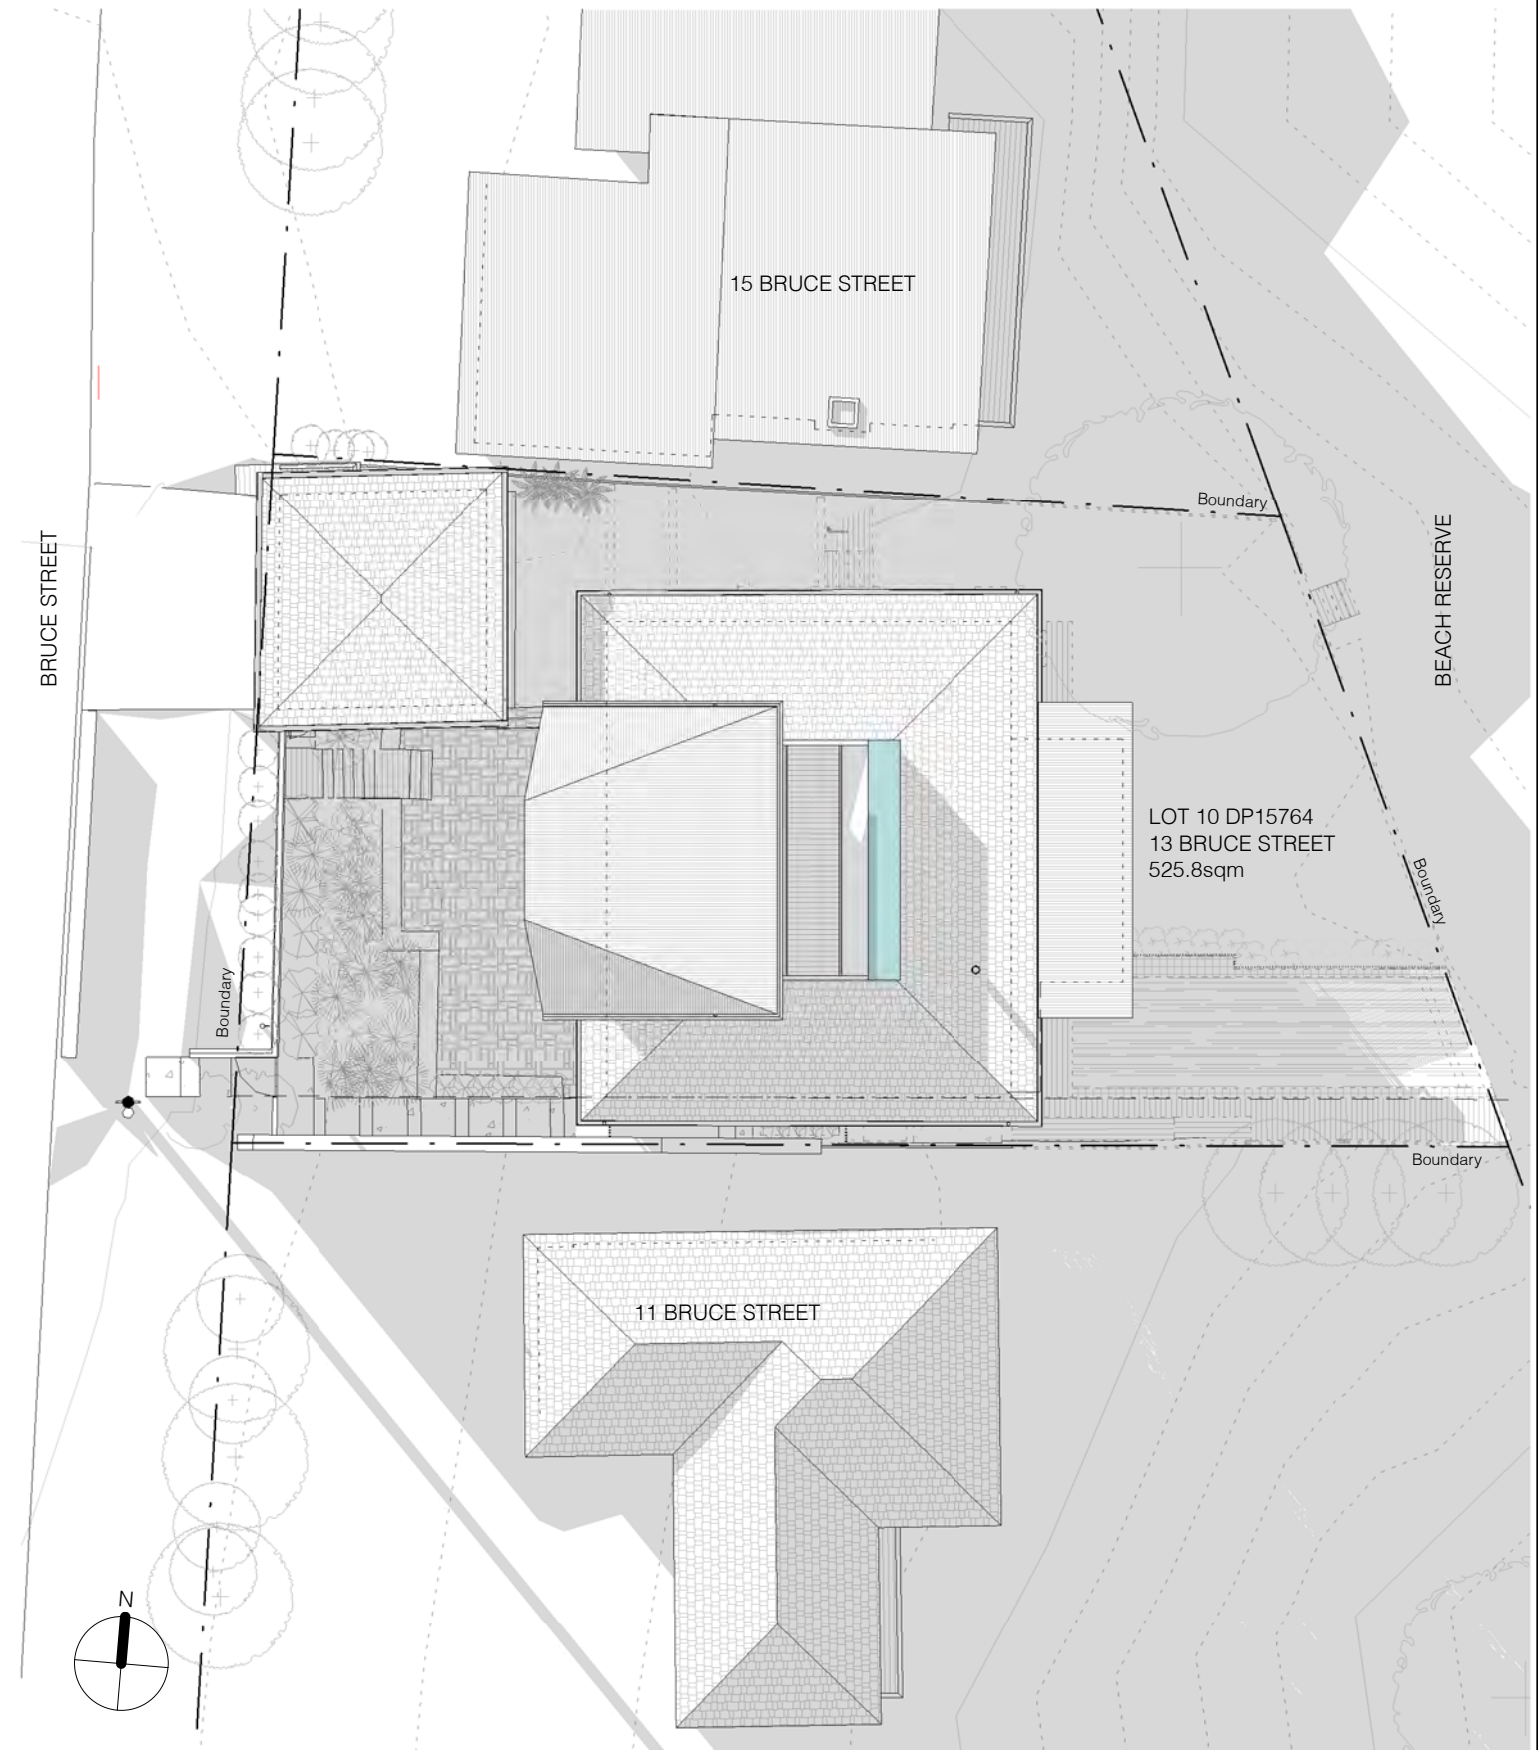 15 BRUCE STREET
Boundary
BRUCE STREET
BEACH RESERVE
LOT 10 DP15764
13 BRUCE STREET
525.8sqm
Boundary
Boundary
Boundary
11 BRUCE STREET
N